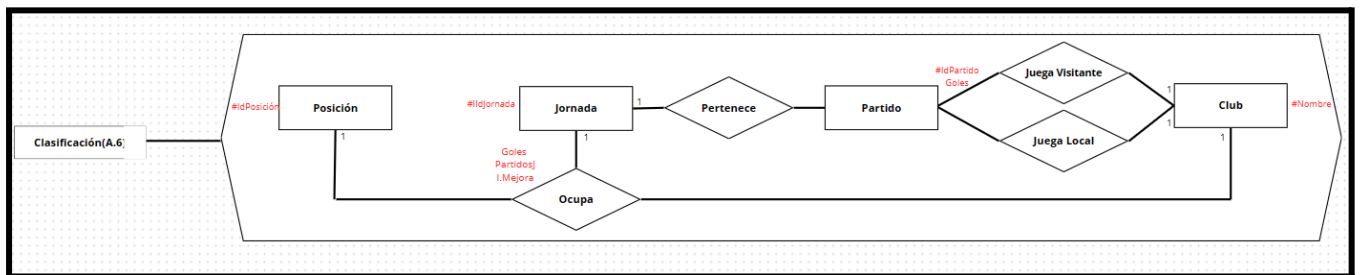 Juega Visitante
#IdPartido
Goles
#IdPosición
Posición
1
#IIdJornada
Jornada
1
1
Pertenece
Partido
1
1
Club
1
#Nombre
Clasificación(A.6)
Juega Local
Goles
PartidosJ
I.Mejora
Ocupa